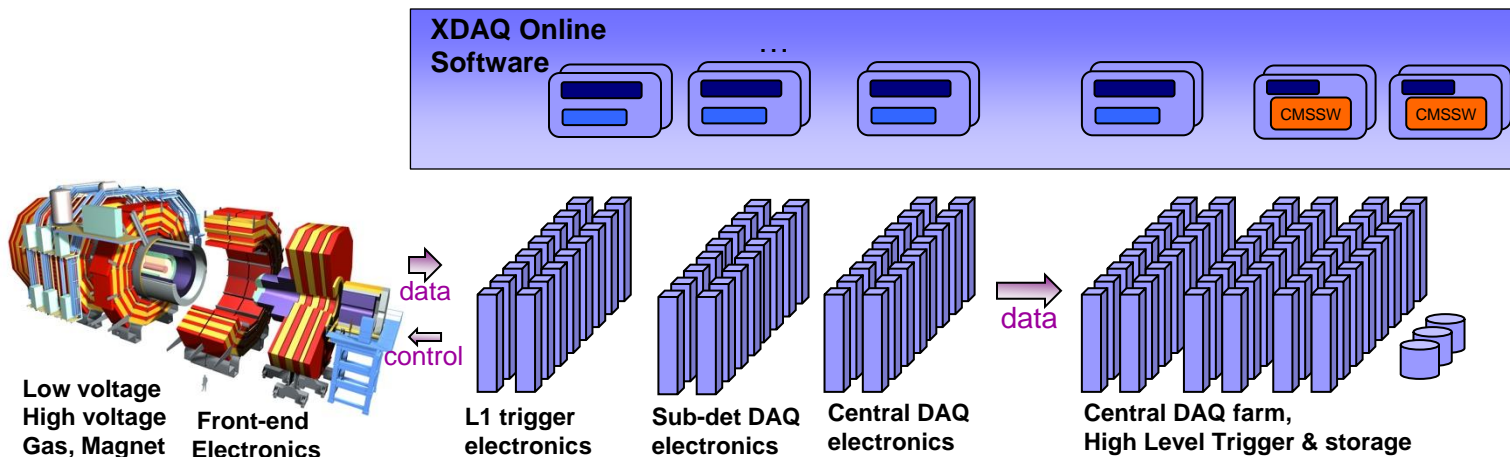 XDAQ Online
Software
...
CMSSW
CMSSW
data
control
data
Low voltage
High voltage
Gas, Magnet
Front-end
Electronics
L1 trigger
electronics
Sub-det DAQ
electronics
Central DAQ
electronics
Central DAQ farm,
High Level Trigger & storage